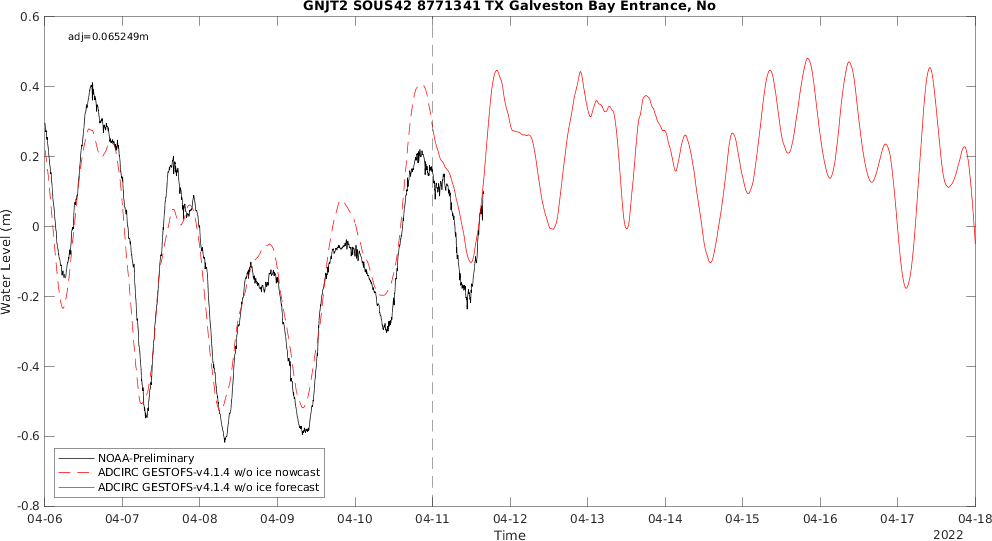 GNJT2 SOUS42 8771341 TX Galveston Bay Entrance, No
adj=0.065249m
0.6
0.4
0.2
0
-0.2
-0.4
-0.6
-0.8
Water Level (m)
NOAA-Preliminary
ADCIRC GESTOFS-v4.1.4 w/o ice nowcast
ADCIRC GESTOFS-v4.1.4 w/o ice forecast
04-06 04-07 04-08 04-09 04-10 04-11 04-12 04-13 04-14 04-15 04-16 04-17 04-18
Time
2022